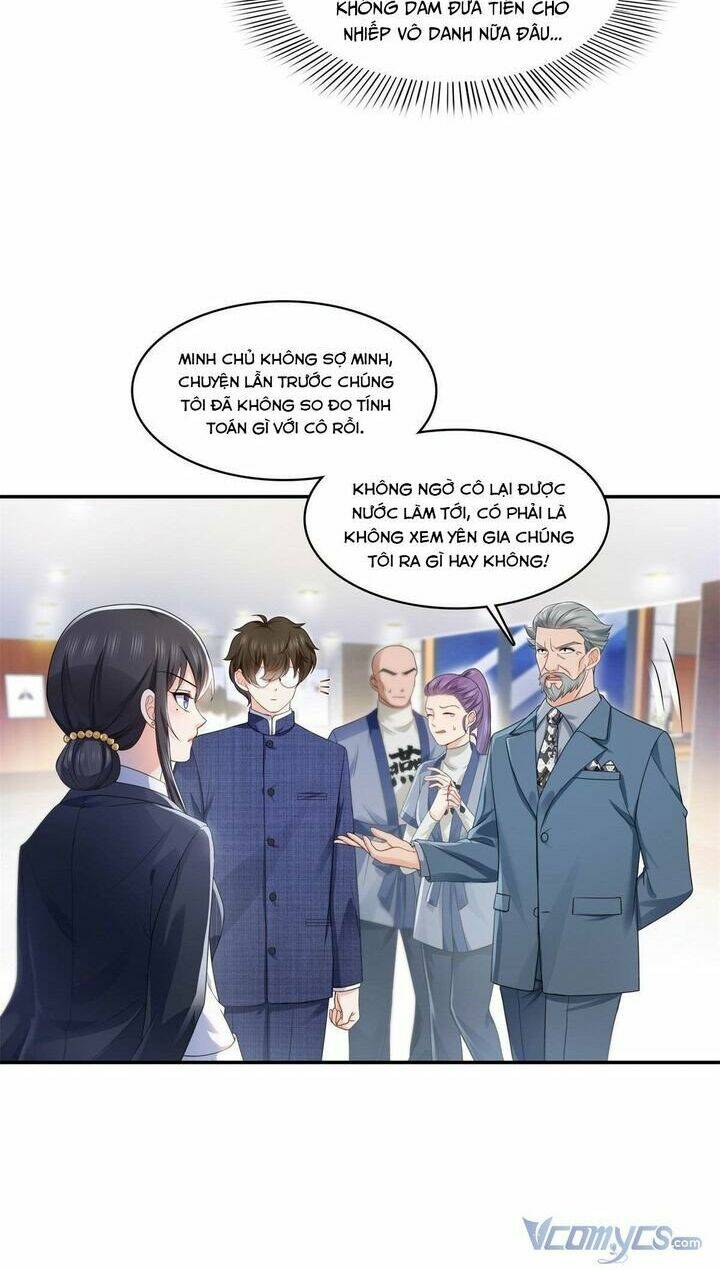 KHÔNG DÁM ĐƯA TIỀN CHO
NHIẾP VÔ DANH NỮA ĐÂU...
MINH CHỦ KHÔNG SỢ MINH,
CHUYỆN LẦN TRƯỚC CHÚNG
TÔI ĐÃ KHÔNG SO ĐO TÍNH
TOÁN GÌ VỚI CÔ RỒI.
KHÔNG NGỜ CÔ LẠI ĐƯỢC
NƯỚC LÀM TỚI, CÓ PHẢI LÀ
KHÔNG XEM YÊN GIA CHÚNG
TÔI RA GÌ HAY KHÔNG!
燕
VCOMYCS.com